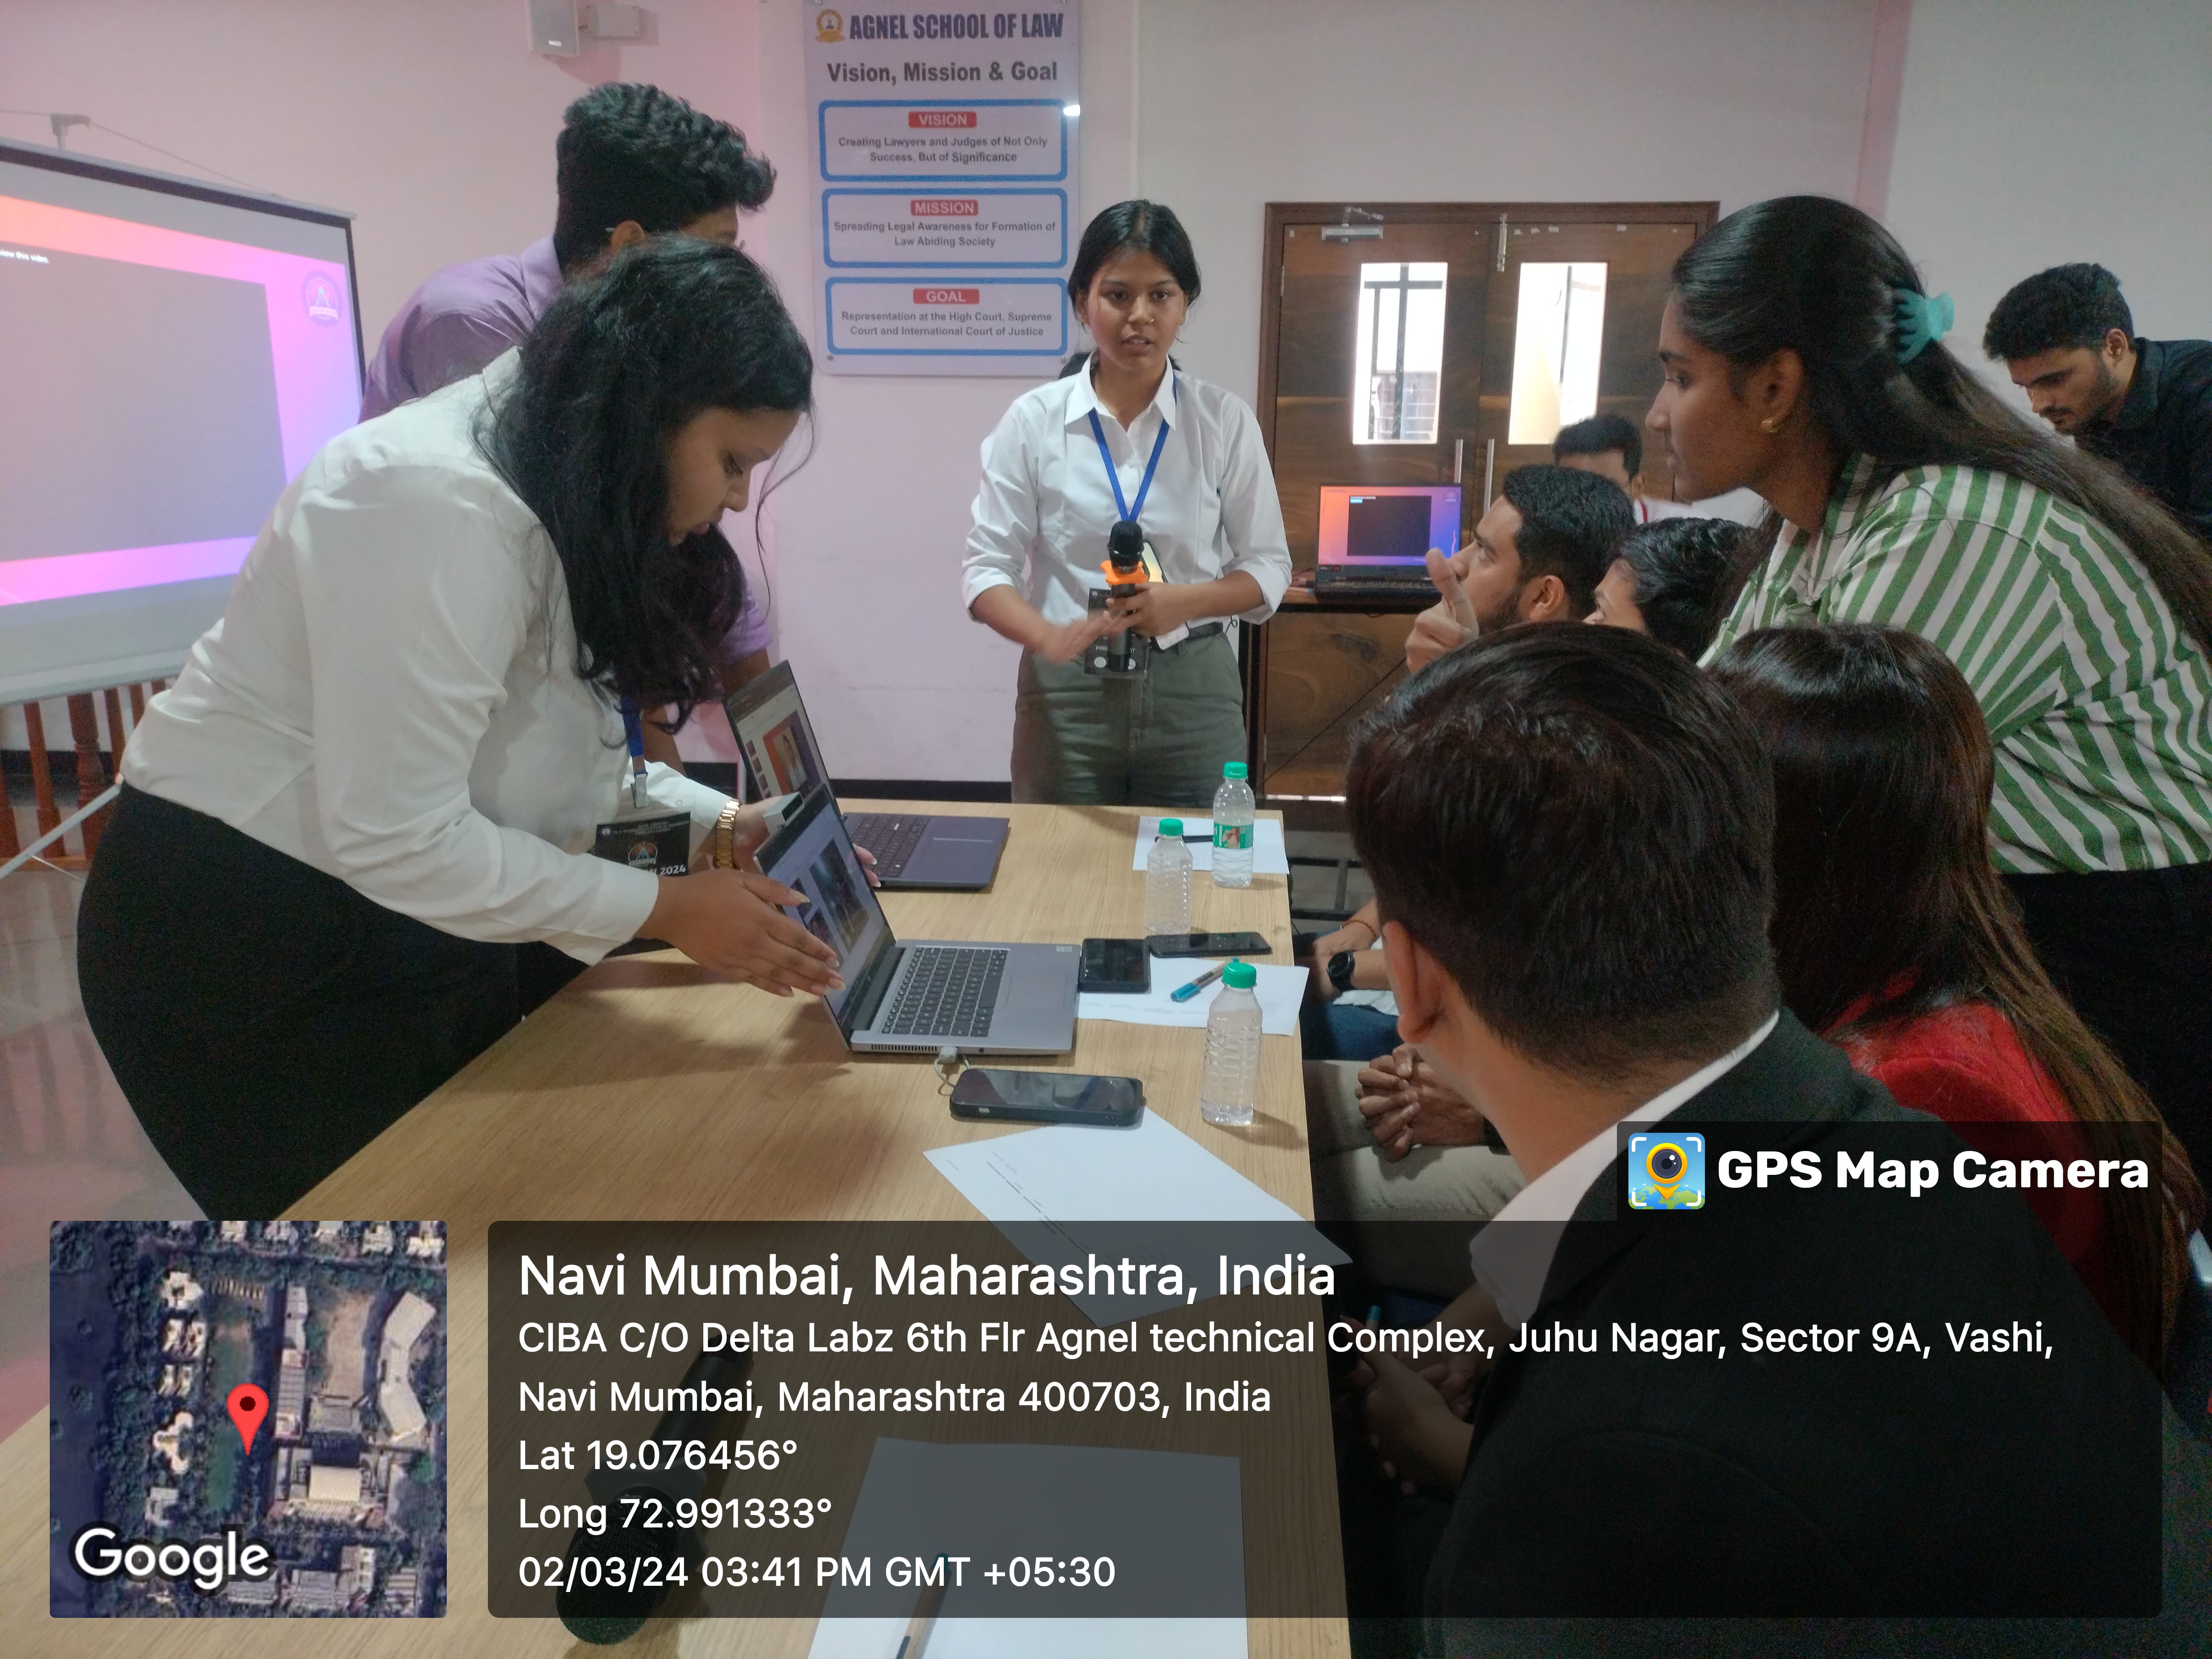 AGNEL SCHOOL OF LAW
Vision, Mission & Goal
VISION
Creating Lawyers and Judges of Not Only
Success, But of Significance
MISSION
Spreading Legal Awareness for Formation of
Law Abiding Society
GOAL
Representation at the High Court, Supreme
Court and International Court of Justice
view this video.
2024
GPS Map Camera
Google
Navi Mumbai, Maharashtra, India
CIBA C/O Delta Labz 6th Flr Agnel technical Complex, Juhu Nagar, Sector 9A, Vashi,
Navi Mumbai, Maharashtra 400703, India
Lat 19.076456°
Long 72.991333°
02/03/24 03:41 PM GMT +05:30